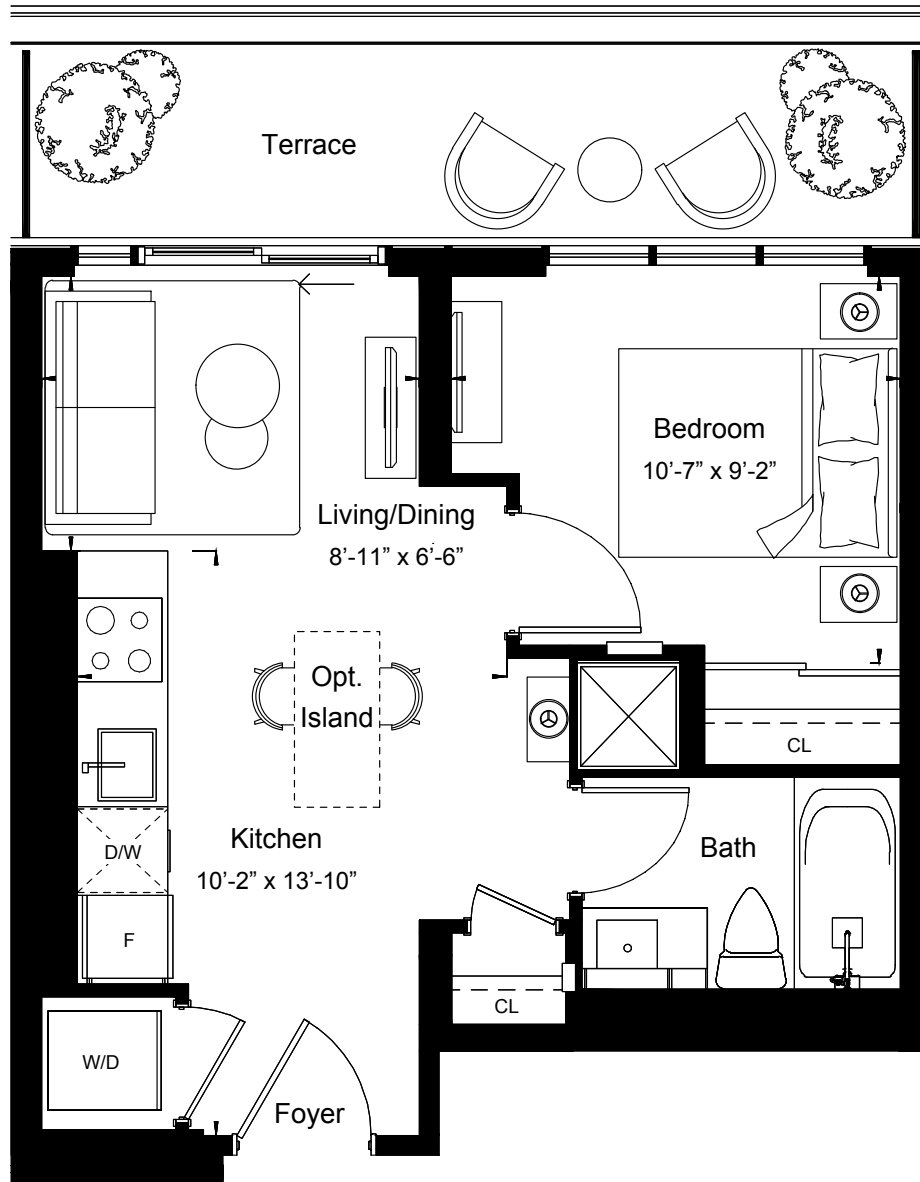 Terrace
Bedroom
10’-7” x 9’-2”
Living/Dining
8’-11” x 6’-6”
Opt.
Island
CL
Kitchen
10’-2” x 13’-10”
D/W
Bath
F
CL
W/D
Foyer